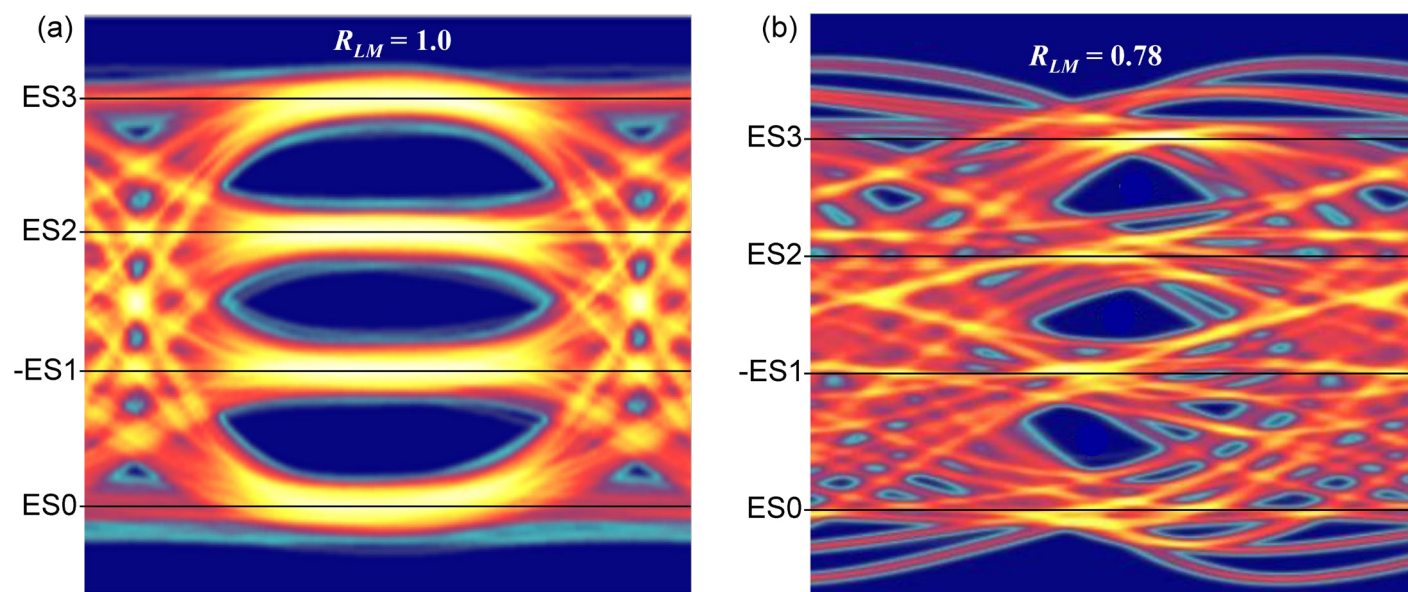 (a)
R_LM = 1.0
ES3
ES2
-ES1
ES0
(b)
R_LM = 0.78
ES3
ES2
-ES1
ES0